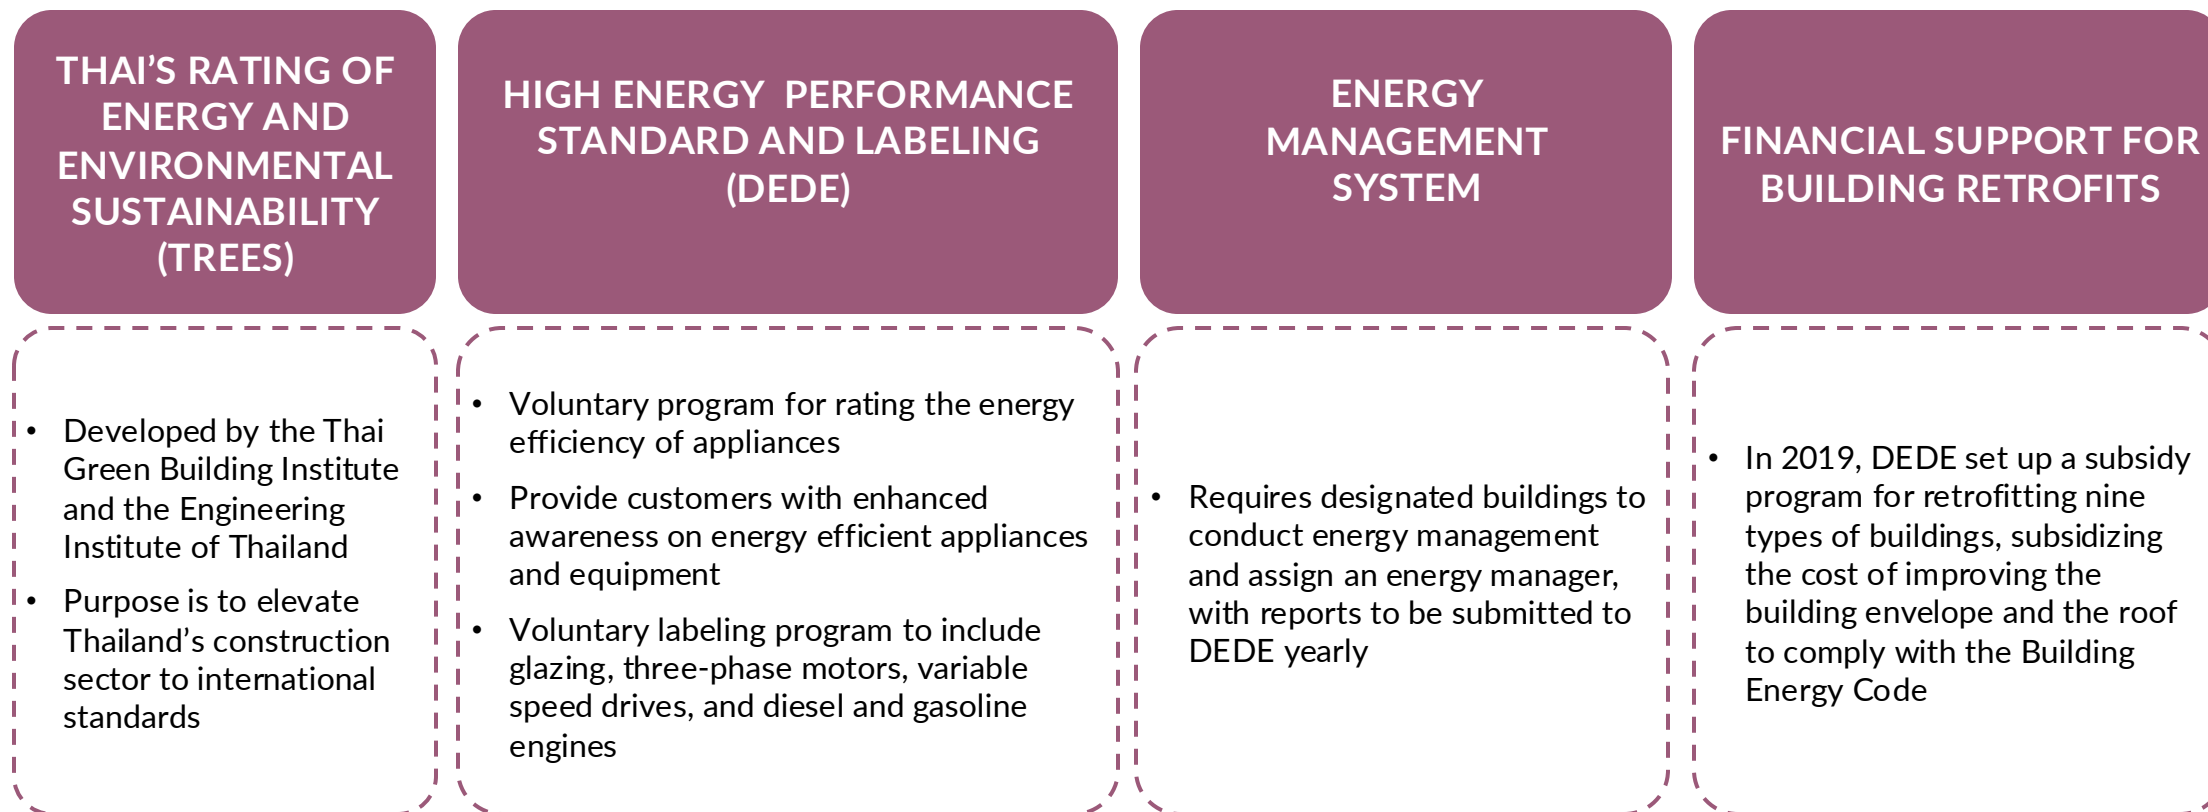 THAI’S RATING OF
ENERGY AND
ENVIRONMENTAL
SUSTAINABILITY
(TREES)
• Developed by the Thai
Green Building Institute
and the Engineering
Institute of Thailand
• Purpose is to elevate
Thailand’s construction
sector to international
standards
HIGH ENERGY PERFORMANCE
STANDARD AND LABELING
(DEDE)
• Voluntary program for rating the energy
efficiency of appliances
• Provide customers with enhanced
awareness on energy efficient appliances
and equipment
• Voluntary labeling program to include
glazing, three-phase motors, variable
speed drives, and diesel and gasoline
engines
ENERGY
MANAGEMENT
SYSTEM
• Requires designated buildings to
conduct energy management
and assign an energy manager,
with reports to be submitted to
DEDE yearly
FINANCIAL SUPPORT FOR
BUILDING RETROFITS
• In 2019, DEDE set up a subsidy
program for retrofitting nine
types of buildings, subsidizing
the cost of improving the
building envelope and the roof
to comply with the Building
Energy Code